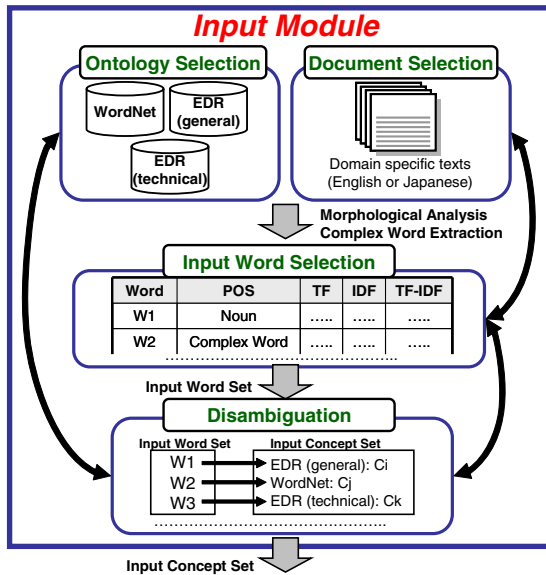 Input Module
Ontology Selection
Document Selection
WordNet
EDR
(general)
EDR
(technical)
Domain specific texts
(English or Japanese)
Morphological Analysis
Complex Word Extraction
Input Word Selection
Word POS TF IDF TF-IDF
W1 Noun ..... ..... .....
W2 Complex Word ..... ..... .....
..........................................
Input Word Set
Disambiguation
Input Word Set Input Concept Set
W1 EDR (general): Ci
W2 WordNet: Cj
W3 EDR (technical): Ck
..........................................
Input Concept Set